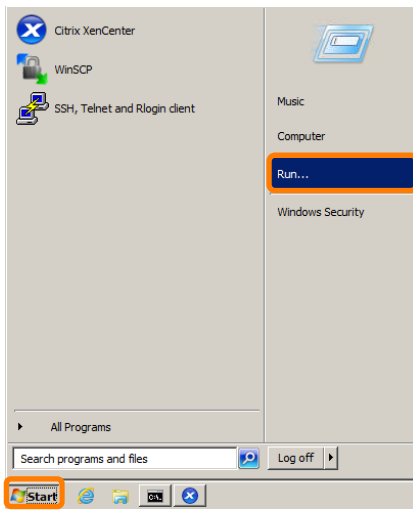 Citrix XenCenter
WinSCP
SSH, Telnet and Rlogin client
Music
Computer
Run...
Windows Security
All Programs
Search programs and files
Log off
Start